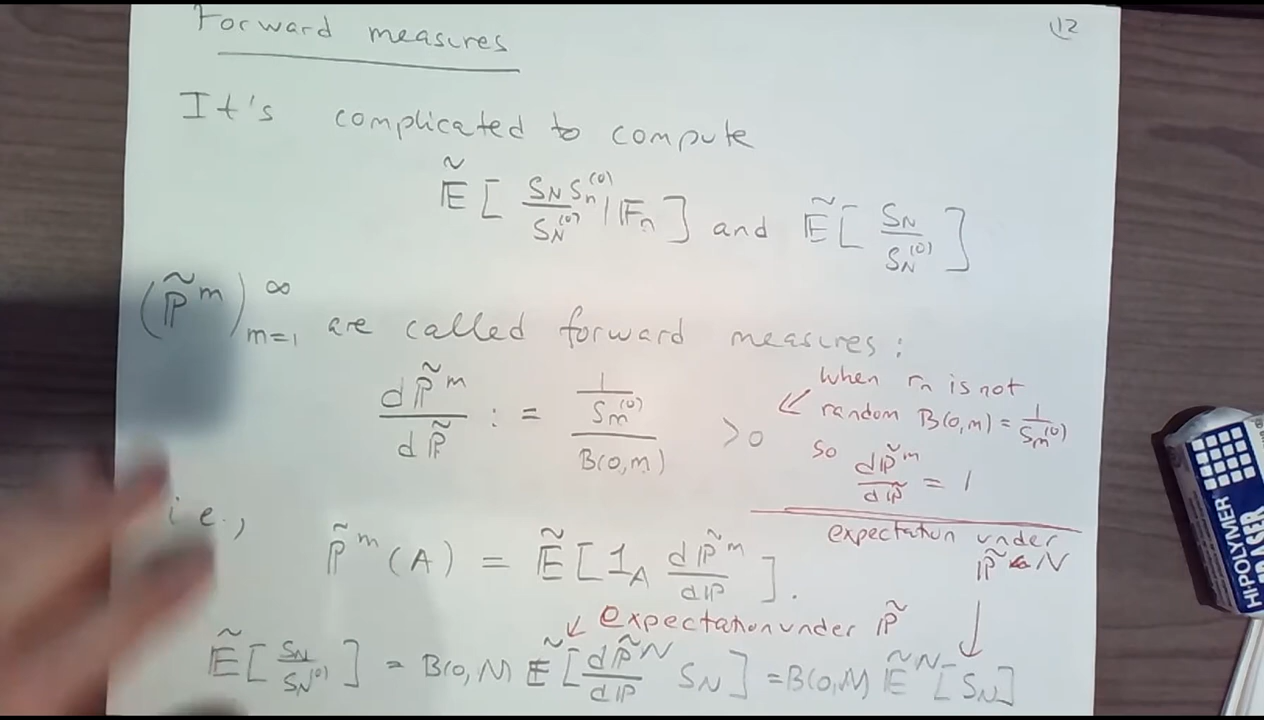 Forward measures
12
It's complicated to compute
Ẽ [ S_N S_n^(0) / S_N^(0) | F_n ] and Ẽ [ S_N / S_N^(0) ]
(P̃^m)_{m=1}^∞ are called forward measures :
dP̃^m / dP̃ := (1 / S_m^(0)) / B(0,m) > 0
When r_n is not
↙ random B(0,m) = 1 / S_m^(0)
so dP̃^m / dP̃ = 1
i.e.,
P̃^m (A) = Ẽ [ 1_A dP̃^m / dP ] .
expectation under
P̃^N
↙ expectation under P̃
Ẽ [ S_N / S_N^(0) ] = B(0,N) Ẽ [ dP̃^N / dP S_N ] = B(0,N) Ẽ^N [ S_N ]
HI-POLYMER
ERASER